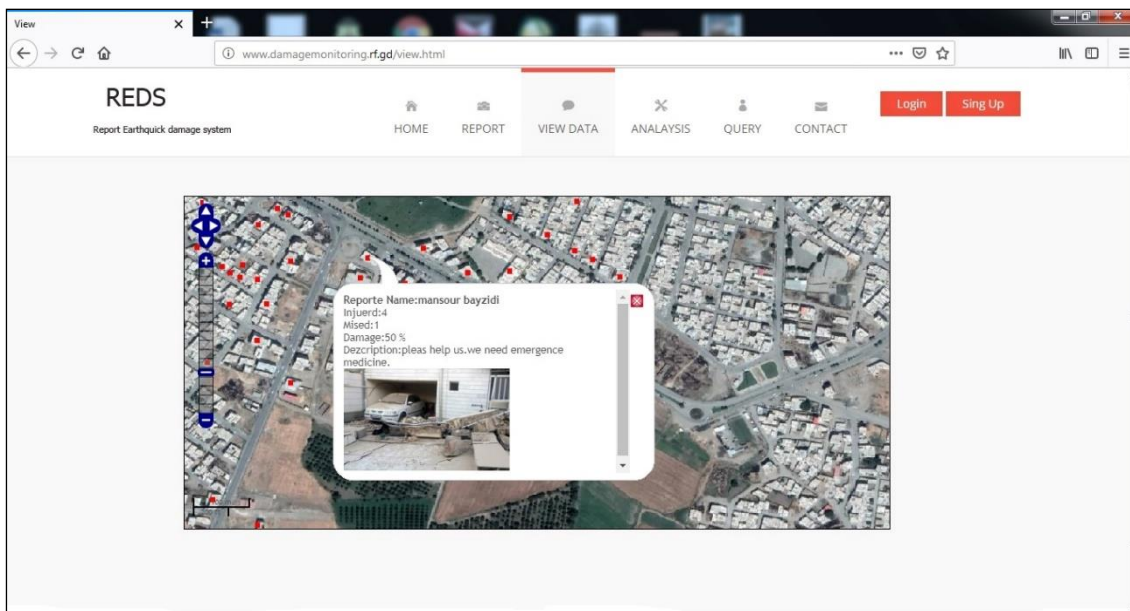 View
www.damagemonitoring.rf.gd/view.html
REDS
Report Earthquick damage system
HOME
REPORT
VIEW DATA
ANALAYSIS
QUERY
CONTACT
Login
Sing Up
Reporte Name:mansour bayzidi
Injuerd:4
Mised:1
Damage:50 %
Dezcription:pleas help us.we need emergence
medicine.